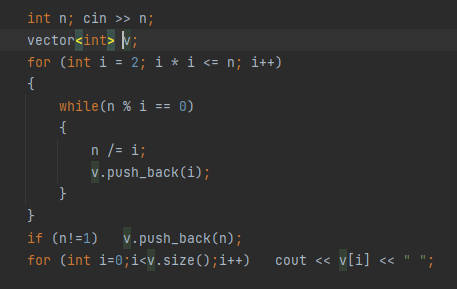 int n; cin >> n;
vector<int> v;
for (int i = 2; i * i <= n; i++)
{
while(n % i == 0)
{
n /= i;
v.push_back(i);
}
}
if (n!=1)   v.push_back(n);
for (int i=0;i<v.size();i++)   cout << v[i] << " ";